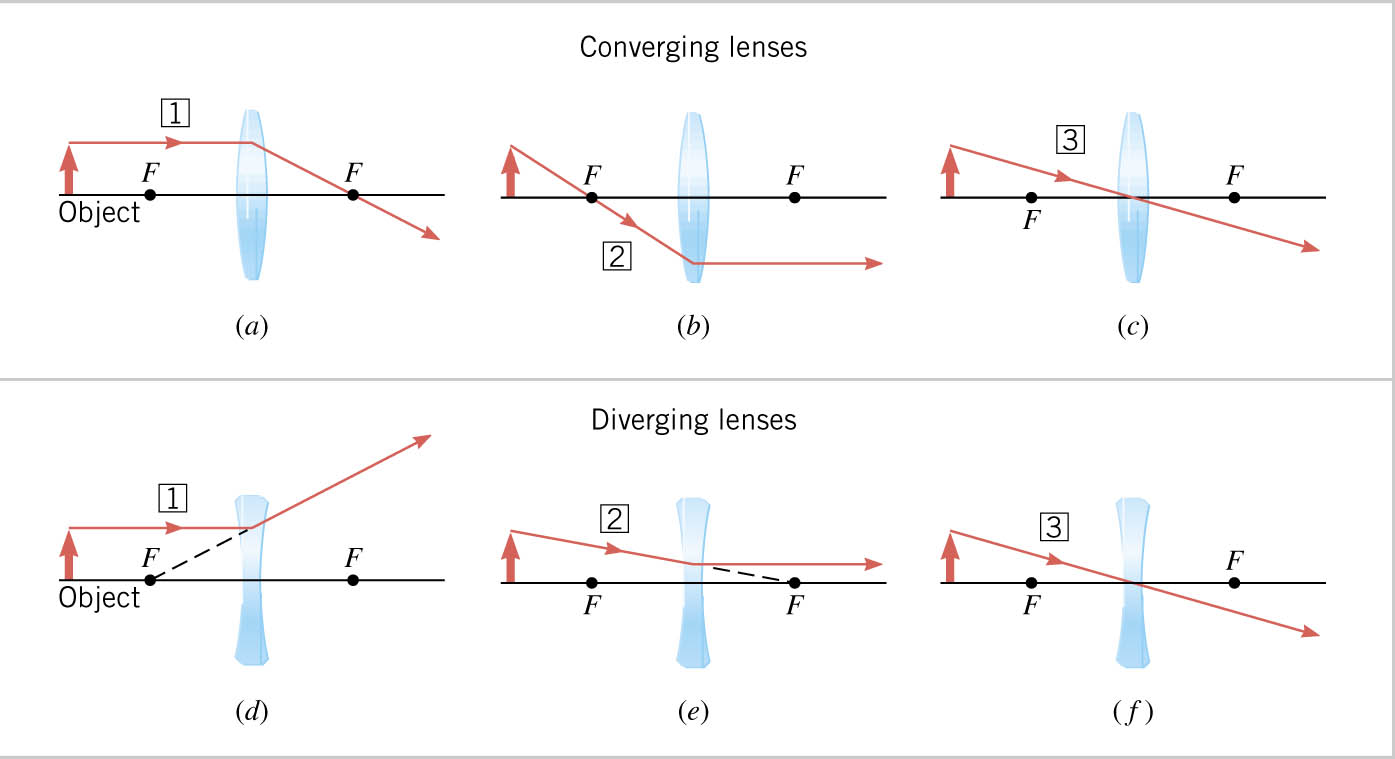 Converging lenses
1
F
F
Object
(a)
F
F
2
(b)
3
F
F
(c)
Diverging lenses
1
F
F
Object
(d)
2
F
F
(e)
3
F
F
(f)